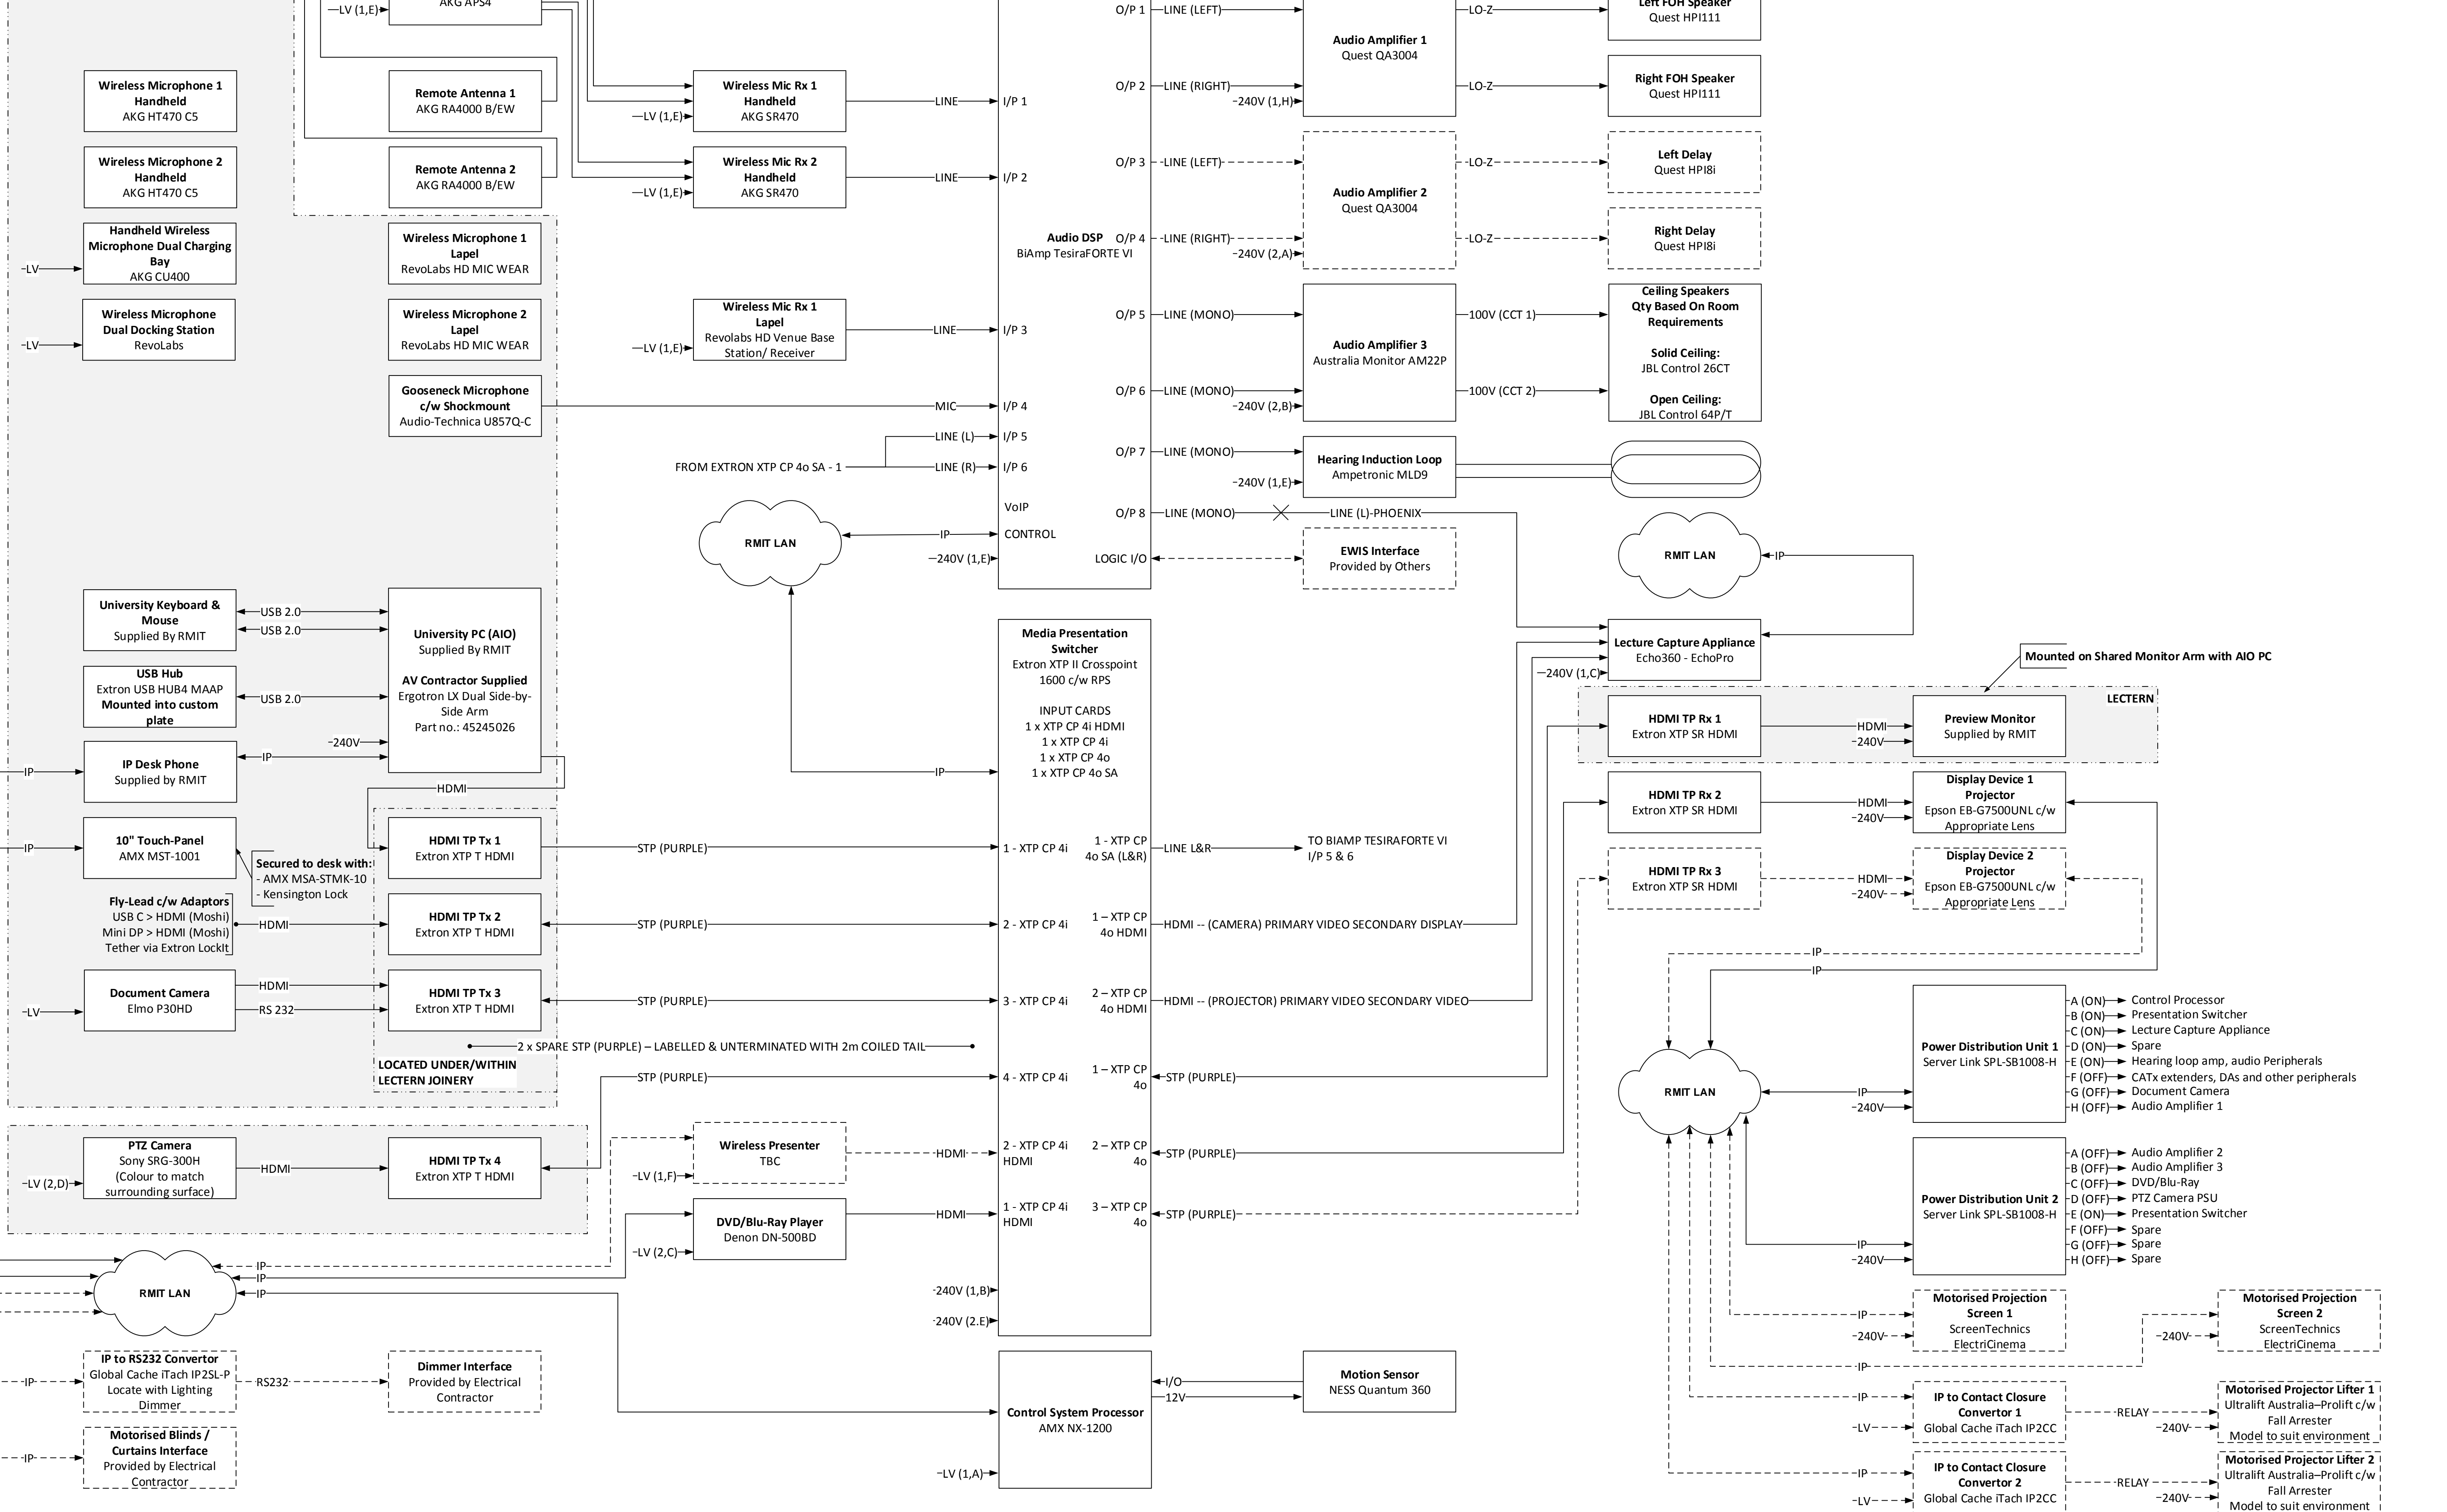 LV (1,E)
AKG APS4
Wireless Microphone 1
Handheld
AKG HT470 C5
Remote Antenna 1
AKG RA4000 B/EW
Wireless Microphone 2
Handheld
AKG HT470 C5
Remote Antenna 2
AKG RA4000 B/EW
Handheld Wireless
Microphone Dual Charging
Bay
AKG CU400
LV
Wireless Microphone 1
Lapel
RevoLabs HD MIC WEAR
Wireless Microphone
Dual Docking Station
RevoLabs
LV
Wireless Microphone 2
Lapel
RevoLabs HD MIC WEAR
Gooseneck Microphone
c/w Shockmount
Audio-Technica U857Q-C
Wireless Mic Rx 1
Handheld
AKG SR470
LV (1,E)
LINE
Wireless Mic Rx 2
Handheld
AKG SR470
LV (1,E)
LINE
Wireless Mic Rx 1
Lapel
Revolabs HD Venue Base
Station/ Receiver
LV (1,E)
LINE
MIC
LINE (L)
FROM EXTRON XTP CP 4o SA - 1
LINE (R)
RMIT LAN
IP
240V (1,E)
I/P 1
I/P 2
I/P 3
I/P 4
I/P 5
I/P 6
VoIP
CONTROL
Audio DSP
BiAmp TesiraFORTE VI
O/P 1
O/P 2
O/P 3
O/P 4
O/P 5
O/P 6
O/P 7
O/P 8
LOGIC I/O
LINE (LEFT)
LINE (RIGHT)
240V (1,H)
Audio Amplifier 1
Quest QA3004
LO-Z
LO-Z
Left FOH Speaker
Quest HPI111
Right FOH Speaker
Quest HPI111
LINE (LEFT)
LINE (RIGHT)
240V (2,A)
Audio Amplifier 2
Quest QA3004
LO-Z
LO-Z
Left Delay
Quest HPI8i
Right Delay
Quest HPI8i
LINE (MONO)
LINE (MONO)
240V (2,B)
Audio Amplifier 3
Australia Monitor AM22P
100V (CCT 1)
100V (CCT 2)
Ceiling Speakers
Qty Based On Room
Requirements
Solid Ceiling:
JBL Control 26CT
Open Ceiling:
JBL Control 64P/T
LINE (MONO)
240V (1,E)
Hearing Induction Loop
Ampetronic MLD9
LINE (MONO)
LINE (L)-PHOENIX
EWIS Interface
Provided by Others
RMIT LAN
IP
University Keyboard &
Mouse
Supplied By RMIT
USB 2.0
USB 2.0
University PC (AIO)
Supplied By RMIT
AV Contractor Supplied
Ergotron LX Dual Side-by-
Side Arm
Part no.: 45245026
USB Hub
Extron USB HUB4 MAAP
Mounted into custom
plate
USB 2.0
240V
IP
IP
IP Desk Phone
Supplied by RMIT
HDMI
IP
10" Touch-Panel
AMX MST-1001
Secured to desk with:
- AMX MSA-STMK-10
- Kensington Lock
HDMI TP Tx 1
Extron XTP T HDMI
STP (PURPLE)
Fly-Lead c/w Adaptors
USB C > HDMI (Moshi)
Mini DP > HDMI (Moshi)
Tether via Extron LockIt
HDMI
HDMI TP Tx 2
Extron XTP T HDMI
STP (PURPLE)
LV
Document Camera
Elmo P30HD
HDMI
RS 232
HDMI TP Tx 3
Extron XTP T HDMI
STP (PURPLE)
2 x SPARE STP (PURPLE) – LABELLED & UNTERMINATED WITH 2m COILED TAIL
LOCATED UNDER/WITHIN
LECTERN JOINERY
STP (PURPLE)
LV (2,D)
PTZ Camera
Sony SRG-300H
(Colour to match
surrounding surface)
HDMI
HDMI TP Tx 4
Extron XTP T HDMI
Wireless Presenter
TBC
LV (1,F)
HDMI
DVD/Blu-Ray Player
Denon DN-500BD
LV (2,C)
HDMI
240V (1,B)
240V (2.E)
IP
Media Presentation
Switcher
Extron XTP II Crosspoint
1600 c/w RPS
INPUT CARDS
1 x XTP CP 4i HDMI
1 x XTP CP 4i
1 x XTP CP 4o
1 x XTP CP 4o SA
1 - XTP CP 4i
2 - XTP CP 4i
3 - XTP CP 4i
4 - XTP CP 4i
2 - XTP CP 4i
HDMI
1 - XTP CP 4i
HDMI
1 - XTP CP
4o SA (L&R)
1 – XTP CP
4o HDMI
2 – XTP CP
4o HDMI
1 – XTP CP
4o
2 – XTP CP
4o
3 – XTP CP
4o
LINE L&R
TO BIAMP TESIRAFORTE VI
I/P 5 & 6
HDMI -- (CAMERA) PRIMARY VIDEO SECONDARY DISPLAY
HDMI -- (PROJECTOR) PRIMARY VIDEO SECONDARY VIDEO
STP (PURPLE)
STP (PURPLE)
STP (PURPLE)
Lecture Capture Appliance
Echo360 - EchoPro
240V (1,C)
Mounted on Shared Monitor Arm with AIO PC
LECTERN
HDMI TP Rx 1
Extron XTP SR HDMI
HDMI
240V
Preview Monitor
Supplied by RMIT
HDMI TP Rx 2
Extron XTP SR HDMI
HDMI
240V
Display Device 1
Projector
Epson EB-G7500UNL c/w
Appropriate Lens
HDMI TP Rx 3
Extron XTP SR HDMI
HDMI
240V
Display Device 2
Projector
Epson EB-G7500UNL c/w
Appropriate Lens
IP
IP
RMIT LAN
IP
240V
Power Distribution Unit 1
Server Link SPL-SB1008-H
A (ON) Control Processor
B (ON) Presentation Switcher
C (ON) Lecture Capture Appliance
D (ON) Spare
E (ON) Hearing loop amp, audio Peripherals
F (OFF) CATx extenders, DAs and other peripherals
G (OFF) Document Camera
H (OFF) Audio Amplifier 1
IP
240V
Power Distribution Unit 2
Server Link SPL-SB1008-H
A (OFF) Audio Amplifier 2
B (OFF) Audio Amplifier 3
C (OFF) DVD/Blu-Ray
D (OFF) PTZ Camera PSU
E (ON) Presentation Switcher
F (OFF) Spare
G (OFF) Spare
H (OFF) Spare
IP
240V
Motorised Projection
Screen 1
ScreenTechnics
ElectriCinema
240V
Motorised Projection
Screen 2
ScreenTechnics
ElectriCinema
IP
IP
LV
IP to Contact Closure
Convertor 1
Global Cache iTach IP2CC
RELAY
240V
Motorised Projector Lifter 1
Ultralift Australia–Prolift c/w
Fall Arrester
Model to suit environment
IP
LV
IP to Contact Closure
Convertor 2
Global Cache iTach IP2CC
RELAY
240V
Motorised Projector Lifter 2
Ultralift Australia–Prolift c/w
Fall Arrester
Model to suit environment
RMIT LAN
IP
IP
IP
IP
IP to RS232 Convertor
Global Cache iTach IP2SL-P
Locate with Lighting
Dimmer
RS232
Dimmer Interface
Provided by Electrical
Contractor
IP
Motorised Blinds /
Curtains Interface
Provided by Electrical
Contractor
Control System Processor
AMX NX-1200
LV (1,A)
I/O
12V
Motion Sensor
NESS Quantum 360